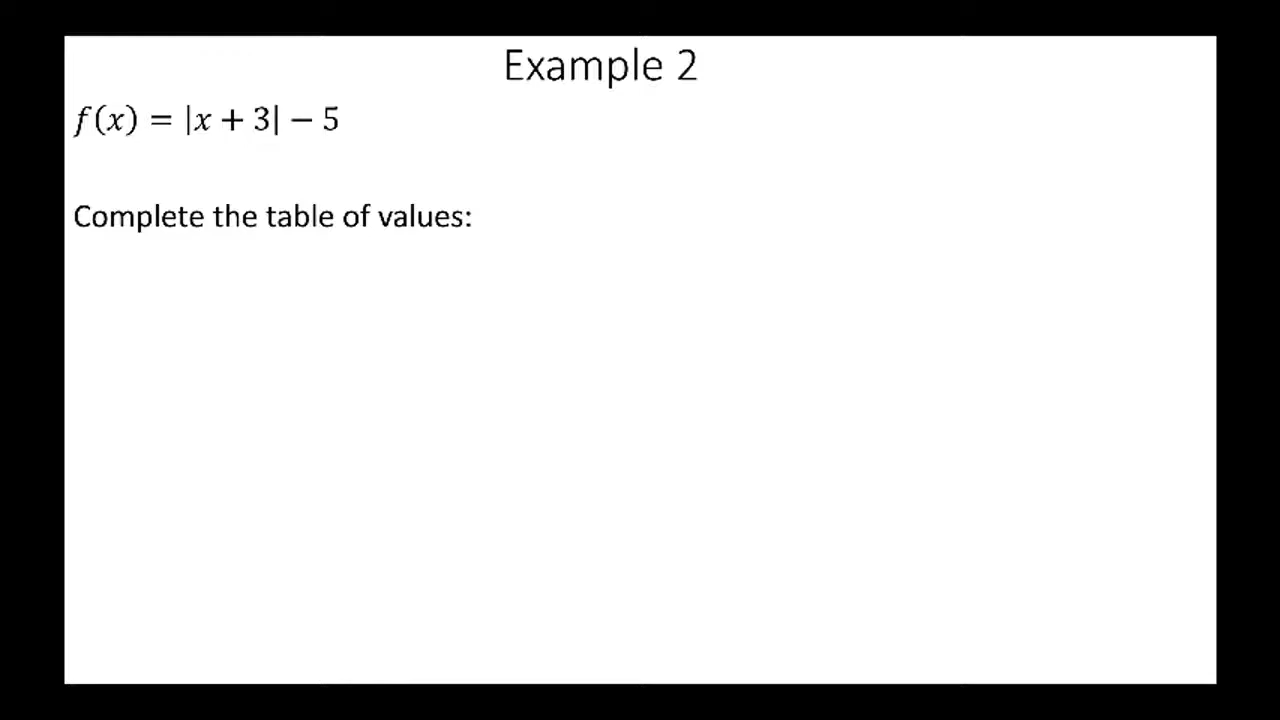 Example 2
f(x) = |x + 3| − 5
Complete the table of values: